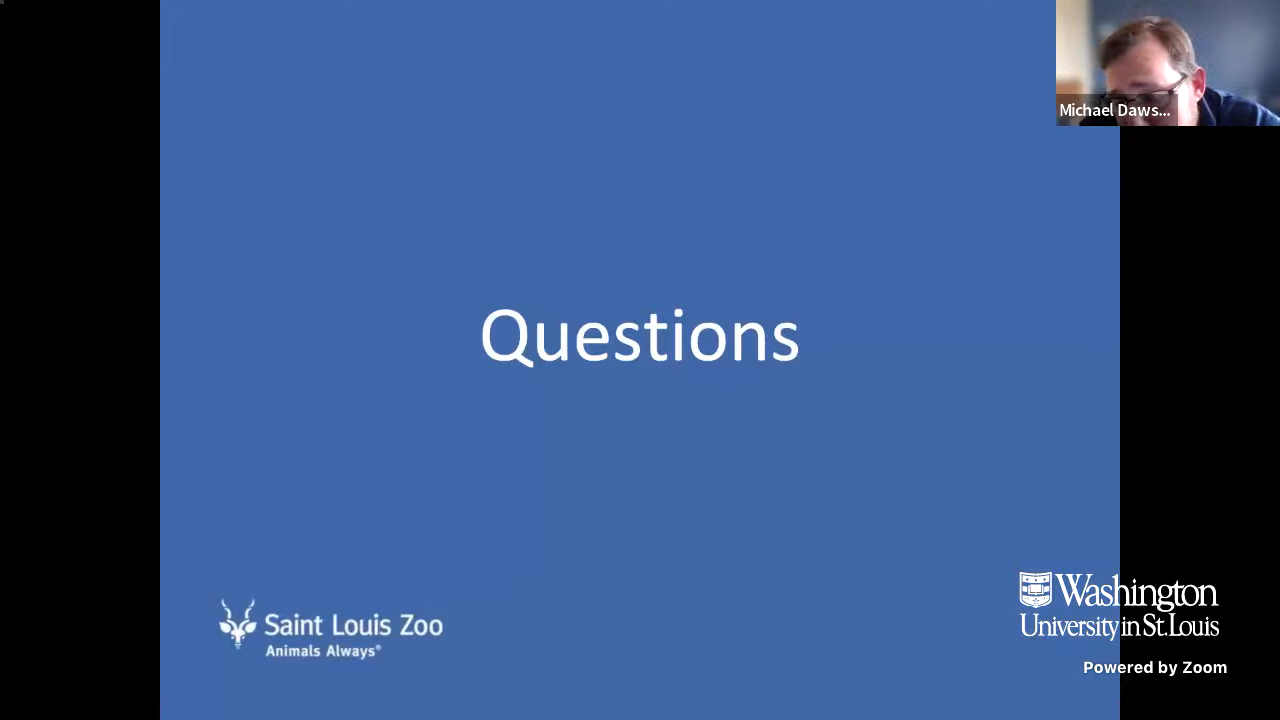 Michael Daws...
Questions
Saint Louis Zoo
Animals Always®
Washington
University in St. Louis
Powered by Zoom